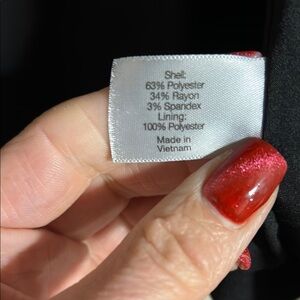 Shell:
63% Polyester
34% Rayon
3% Spandex
Lining:
100% Polyester
Made in
Vietnam